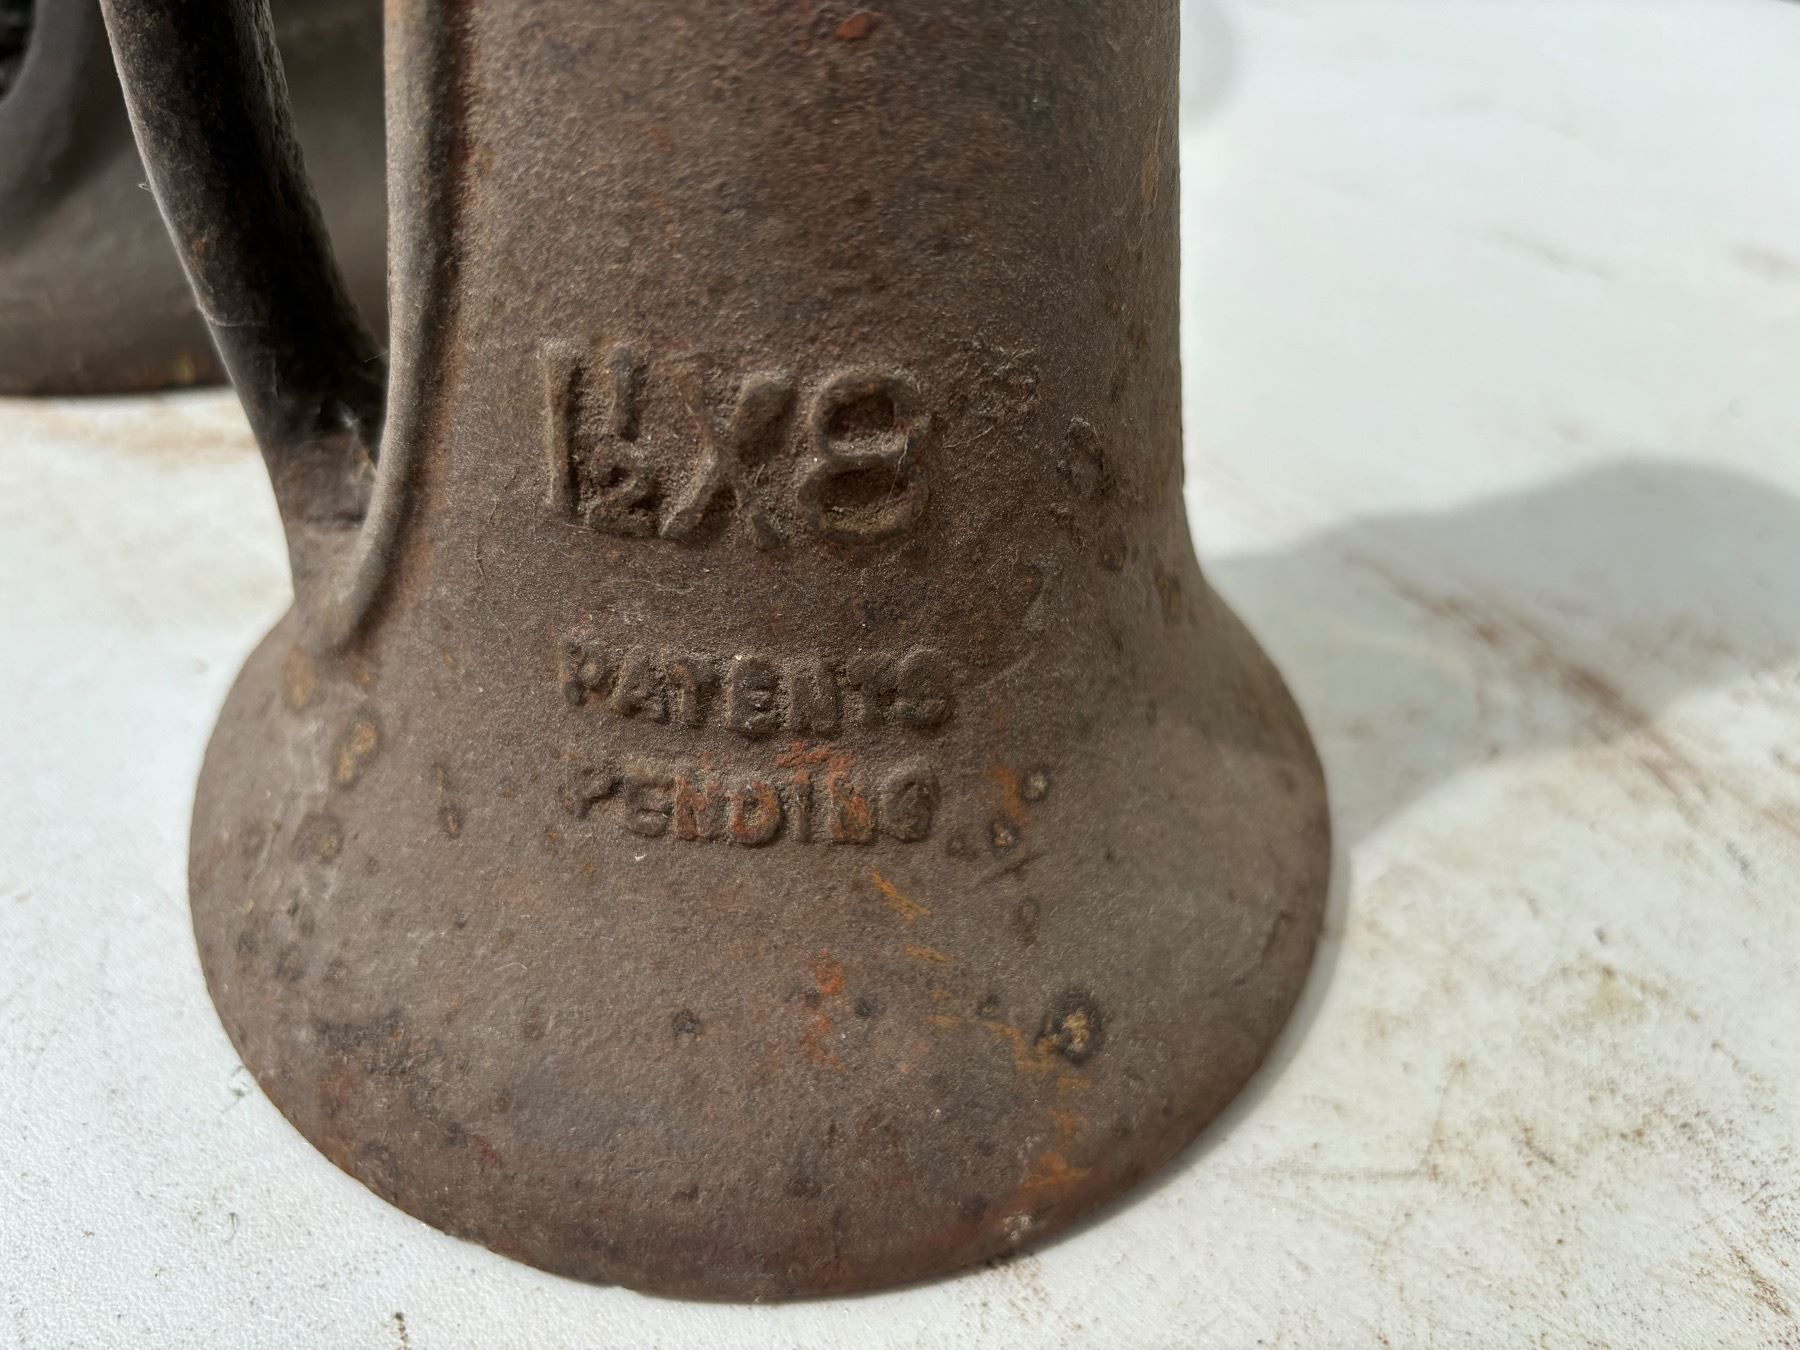 1½X8
PATENTS
PENDING